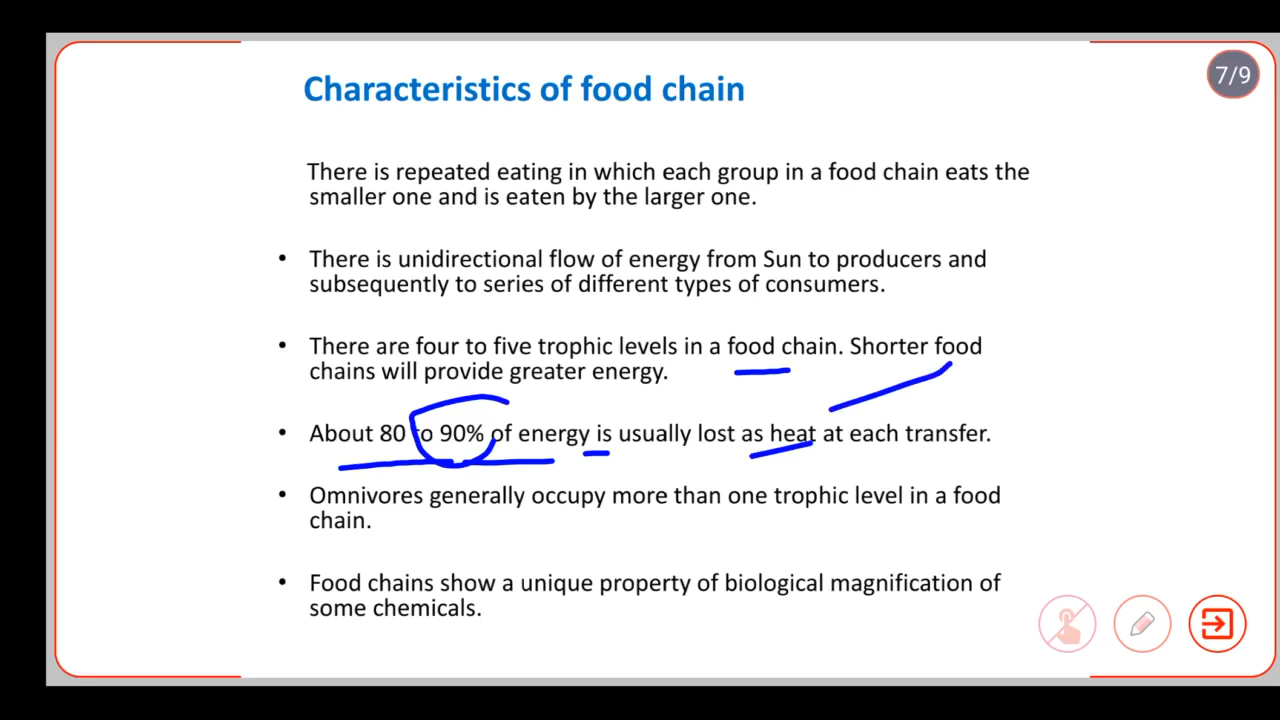 7/9
Characteristics of food chain
There is repeated eating in which each group in a food chain eats the
smaller one and is eaten by the larger one.
• There is unidirectional flow of energy from Sun to producers and
subsequently to series of different types of consumers.
• There are four to five trophic levels in a food chain. Shorter food
chains will provide greater energy.
• About 80 to 90% of energy is usually lost as heat at each transfer.
• Omnivores generally occupy more than one trophic level in a food
chain.
• Food chains show a unique property of biological magnification of
some chemicals.